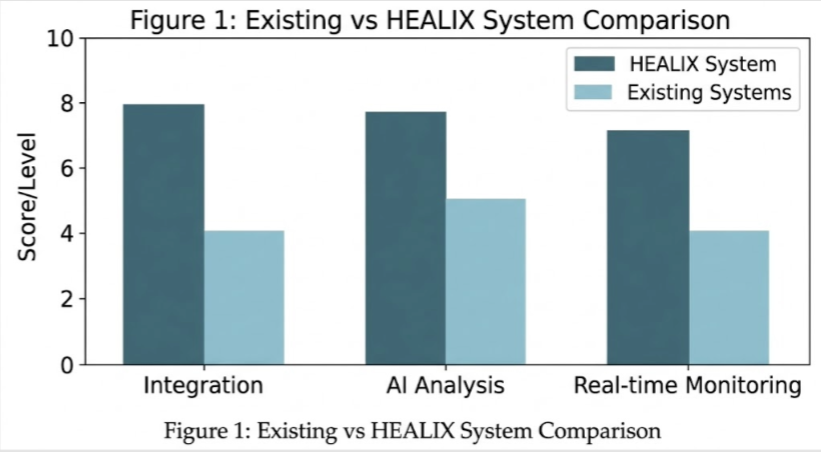 Figure 1: Existing vs HEALIX System Comparison
10
8
6
4
2
0
Score/Level
HEALIX System
Existing Systems
Integration
AI Analysis
Real-time Monitoring
Figure 1: Existing vs HEALIX System Comparison